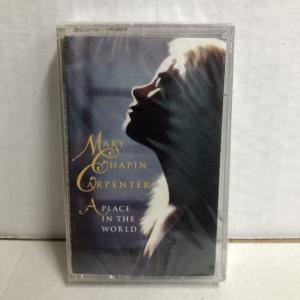 MARY
CHAPIN
CARPENTER
A PLACE
IN THE
WORLD